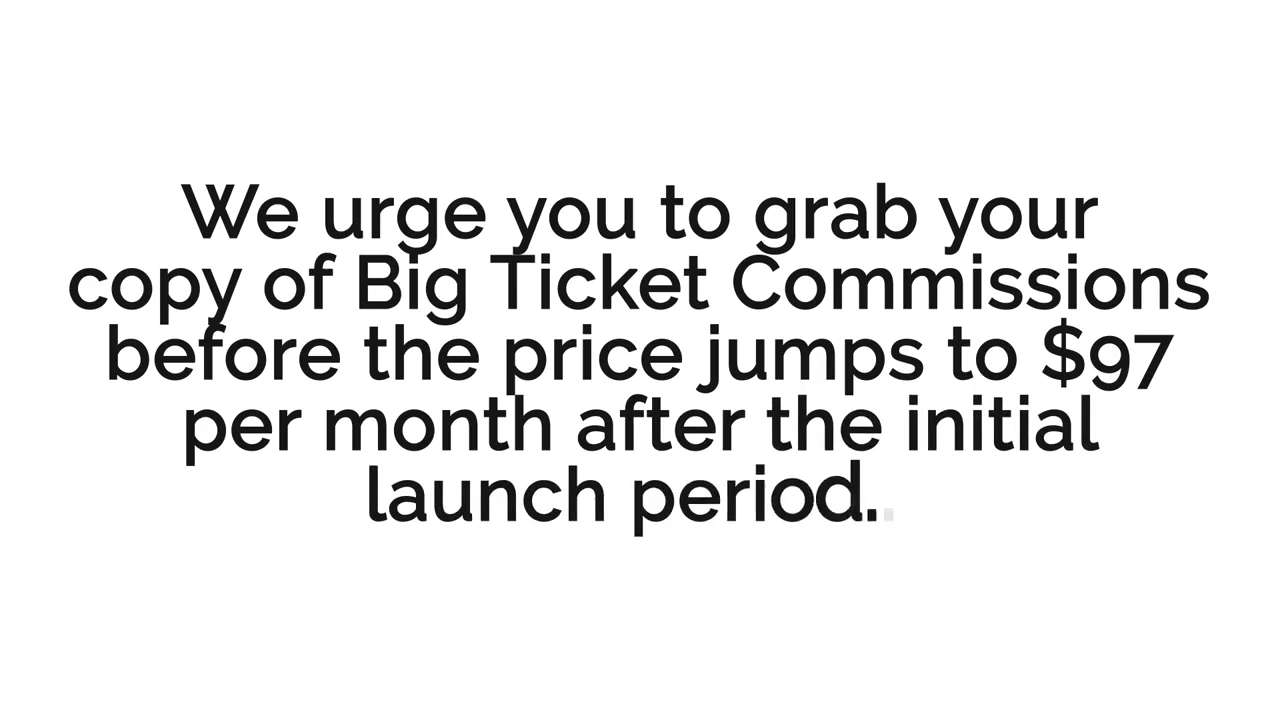 We urge you to grab your
copy of Big Ticket Commissions
before the price jumps to $97
per month after the initial
launch period..